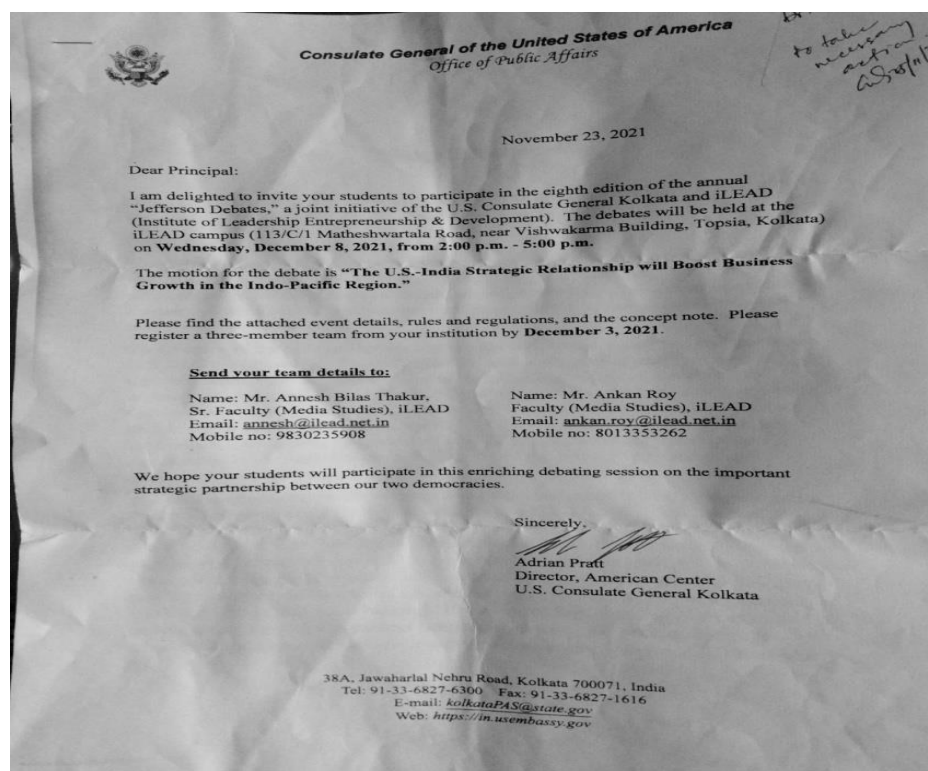 Consulate General of the United States of America
Office of Public Affairs
to take
necessary
action
November 23, 2021
Dear Principal:
I am delighted to invite your students to participate in the eighth edition of the annual
“Jefferson Debates,” a joint initiative of the U.S. Consulate General Kolkata and iLEAD
(Institute of Leadership Entrepreneurship & Development). The debates will be held at the
iLEAD campus (113/C/1 Matheshwartala Road, near Vishwakarma Building, Topsia, Kolkata)
on Wednesday, December 8, 2021, from 2:00 p.m. - 5:00 p.m.
The motion for the debate is “The U.S.-India Strategic Relationship will Boost Business
Growth in the Indo-Pacific Region.”
Please find the attached event details, rules and regulations, and the concept note. Please
register a three-member team from your institution by December 3, 2021.
Send your team details to:
Name: Mr. Annesh Bilas Thakur,
Sr. Faculty (Media Studies), iLEAD
Email: annesh@ilead.net.in
Mobile no: 9830235908
Name: Mr. Ankan Roy
Faculty (Media Studies), iLEAD
Email: ankan.roy@ilead.net.in
Mobile no: 8013353262
We hope your students will participate in this enriching debating session on the important
strategic partnership between our two democracies.
Sincerely,
Adrian Pratt
Director, American Center
U.S. Consulate General Kolkata
38A, Jawaharlal Nehru Road, Kolkata 700071, India
Tel: 91-33-6827-6300 Fax: 91-33-6827-1616
E-mail: kolkataPAS@state.gov
Web: https://in.usembassy.gov